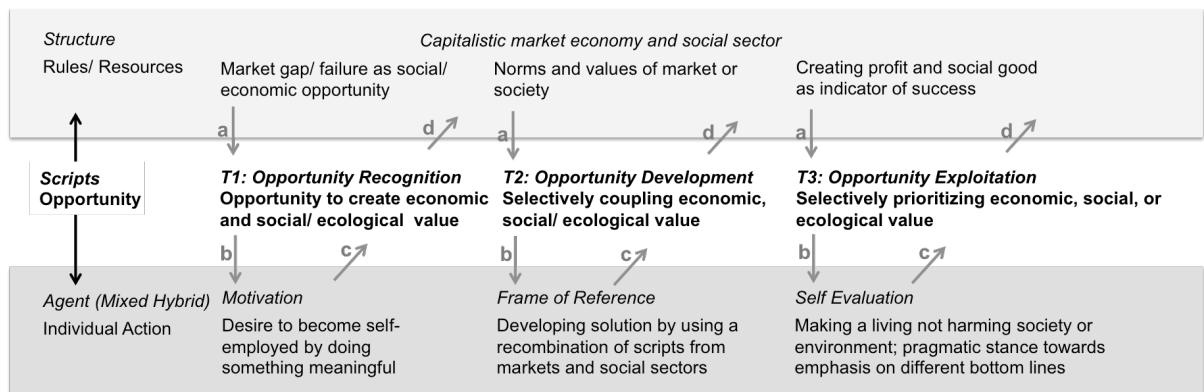 Structure
Capitalistic market economy and social sector
Rules/ Resources
Market gap/ failure as social/
economic opportunity
Norms and values of market or
society
Creating profit and social good
as indicator of success
a
d
a
d
a
d
Scripts
Opportunity
T1: Opportunity Recognition
Opportunity to create economic
and social/ ecological value
T2: Opportunity Development
Selectively coupling economic,
social/ ecological value
T3: Opportunity Exploitation
Selectively prioritizing economic, social, or
ecological value
b
c
b
c
b
c
Agent (Mixed Hybrid)
Individual Action
Motivation
Desire to become self-
employed by doing
something meaningful
Frame of Reference
Developing solution by using a
recombination of scripts from
markets and social sectors
Self Evaluation
Making a living not harming society or
environment; pragmatic stance towards
emphasis on different bottom lines